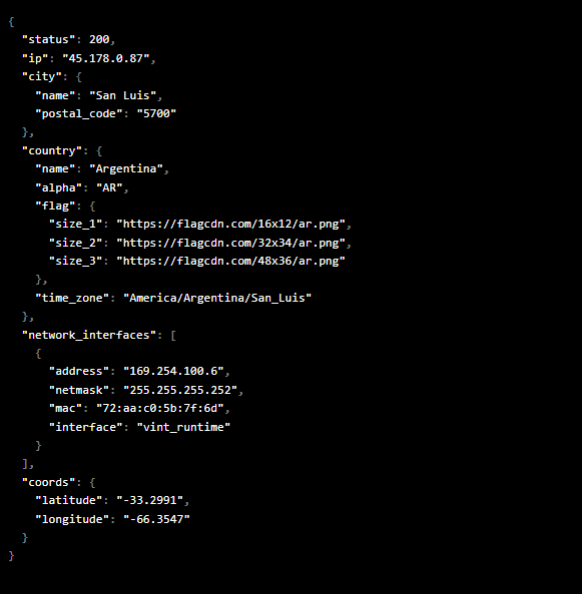 {
  "status": 200,
  "ip": "45.178.0.87",
  "city": {
    "name": "San Luis",
    "postal_code": "5700"
  },
  "country": {
    "name": "Argentina",
    "alpha": "AR",
    "flag": {
      "size_1": "https://flagcdn.com/16x12/ar.png",
      "size_2": "https://flagcdn.com/32x34/ar.png",
      "size_3": "https://flagcdn.com/48x36/ar.png"
    },
    "time_zone": "America/Argentina/San_Luis"
  },
  "network_interfaces": [
    {
      "address": "169.254.100.6",
      "netmask": "255.255.255.252",
      "mac": "72:aa:c0:5b:7f:6d",
      "interface": "vint_runtime"
    }
  ],
  "coords": {
    "latitude": "-33.2991",
    "longitude": "-66.3547"
  }
}